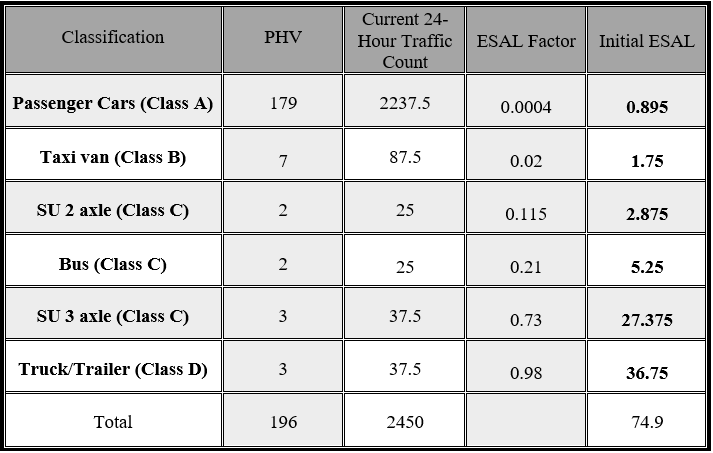 Classification PHV Current 24-Hour Traffic Count ESAL Factor Initial ESAL
Passenger Cars (Class A) 179 2237.5 0.0004 0.895
Taxi van (Class B) 7 87.5 0.02 1.75
SU 2 axle (Class C) 2 25 0.115 2.875
Bus (Class C) 2 25 0.21 5.25
SU 3 axle (Class C) 3 37.5 0.73 27.375
Truck/Trailer (Class D) 3 37.5 0.98 36.75
Total 196 2450 74.9